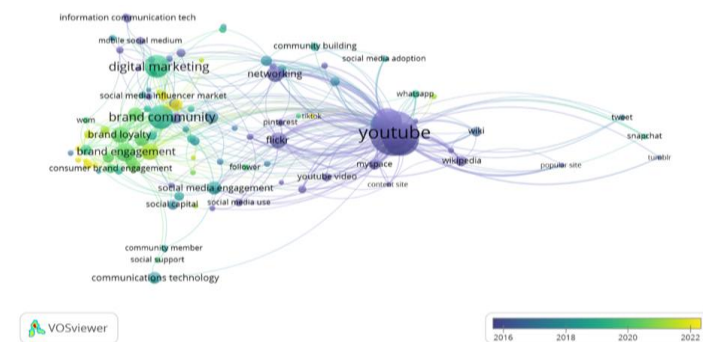 information communication tech
mobile social medium
community building
digital marketing
social media adoption
networking
social media influencer market
whatsapp
brand community
tiktok
tweet
wom
pinterest
youtube
wiki
brand loyalty
flickr
snapchat
brand engagement
tumblr
consumer brand engagement
follower
myspace
wikipedia
popular site
youtube video
content site
social media engagement
social capital
social media use
community member
social support
communications technology
VOSviewer
2016 2018 2020 2022